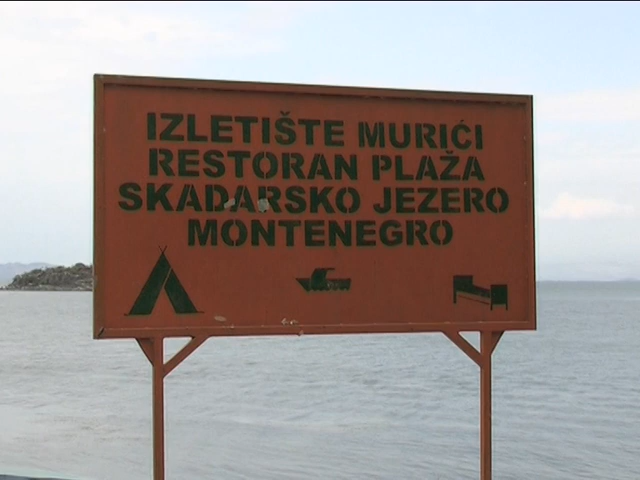 IZLETIŠTE MURIĆI
RESTORAN PLAŽA
SKADARSKO JEZERO
MONTENEGRO